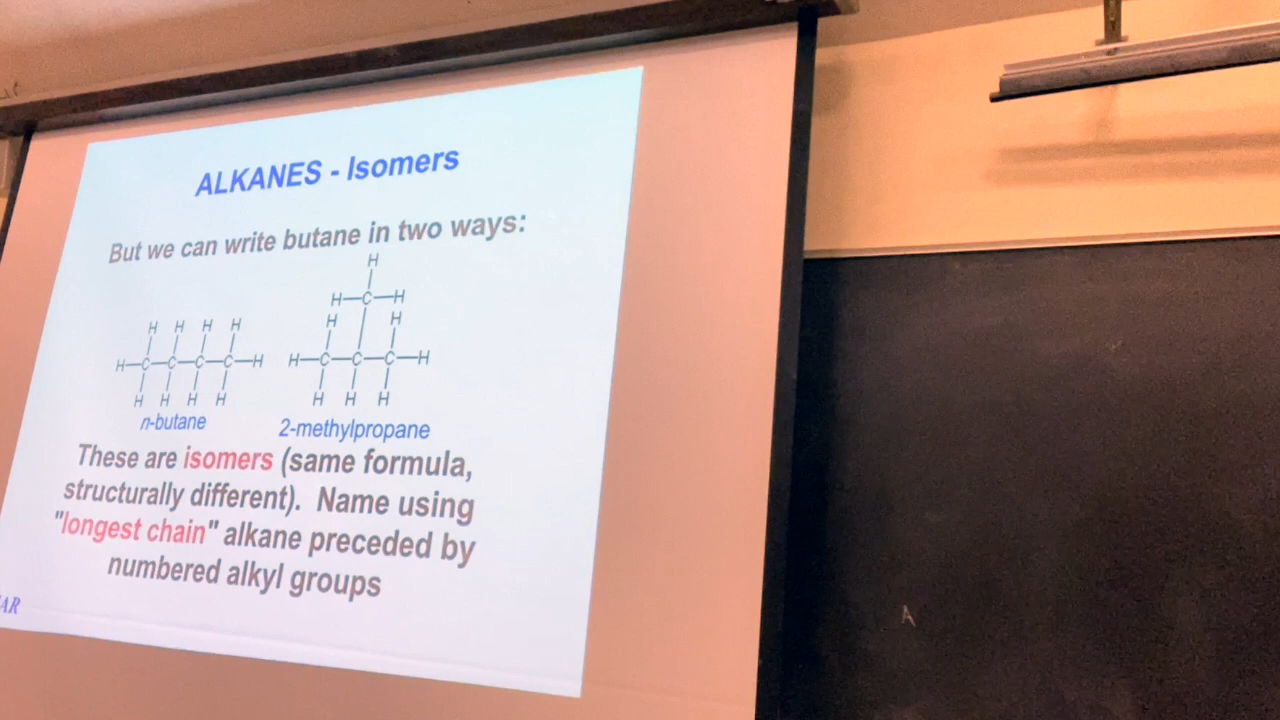 ALKANES - Isomers
But we can write butane in two ways:
H
H—C—H
H H
H H H H
H—C—C—C—C—H H—C—C—C—H
H H H H H H H
n-butane 2-methylpropane
These are isomers (same formula,
structurally different). Name using
"longest chain" alkane preceded by
numbered alkyl groups
AR
A